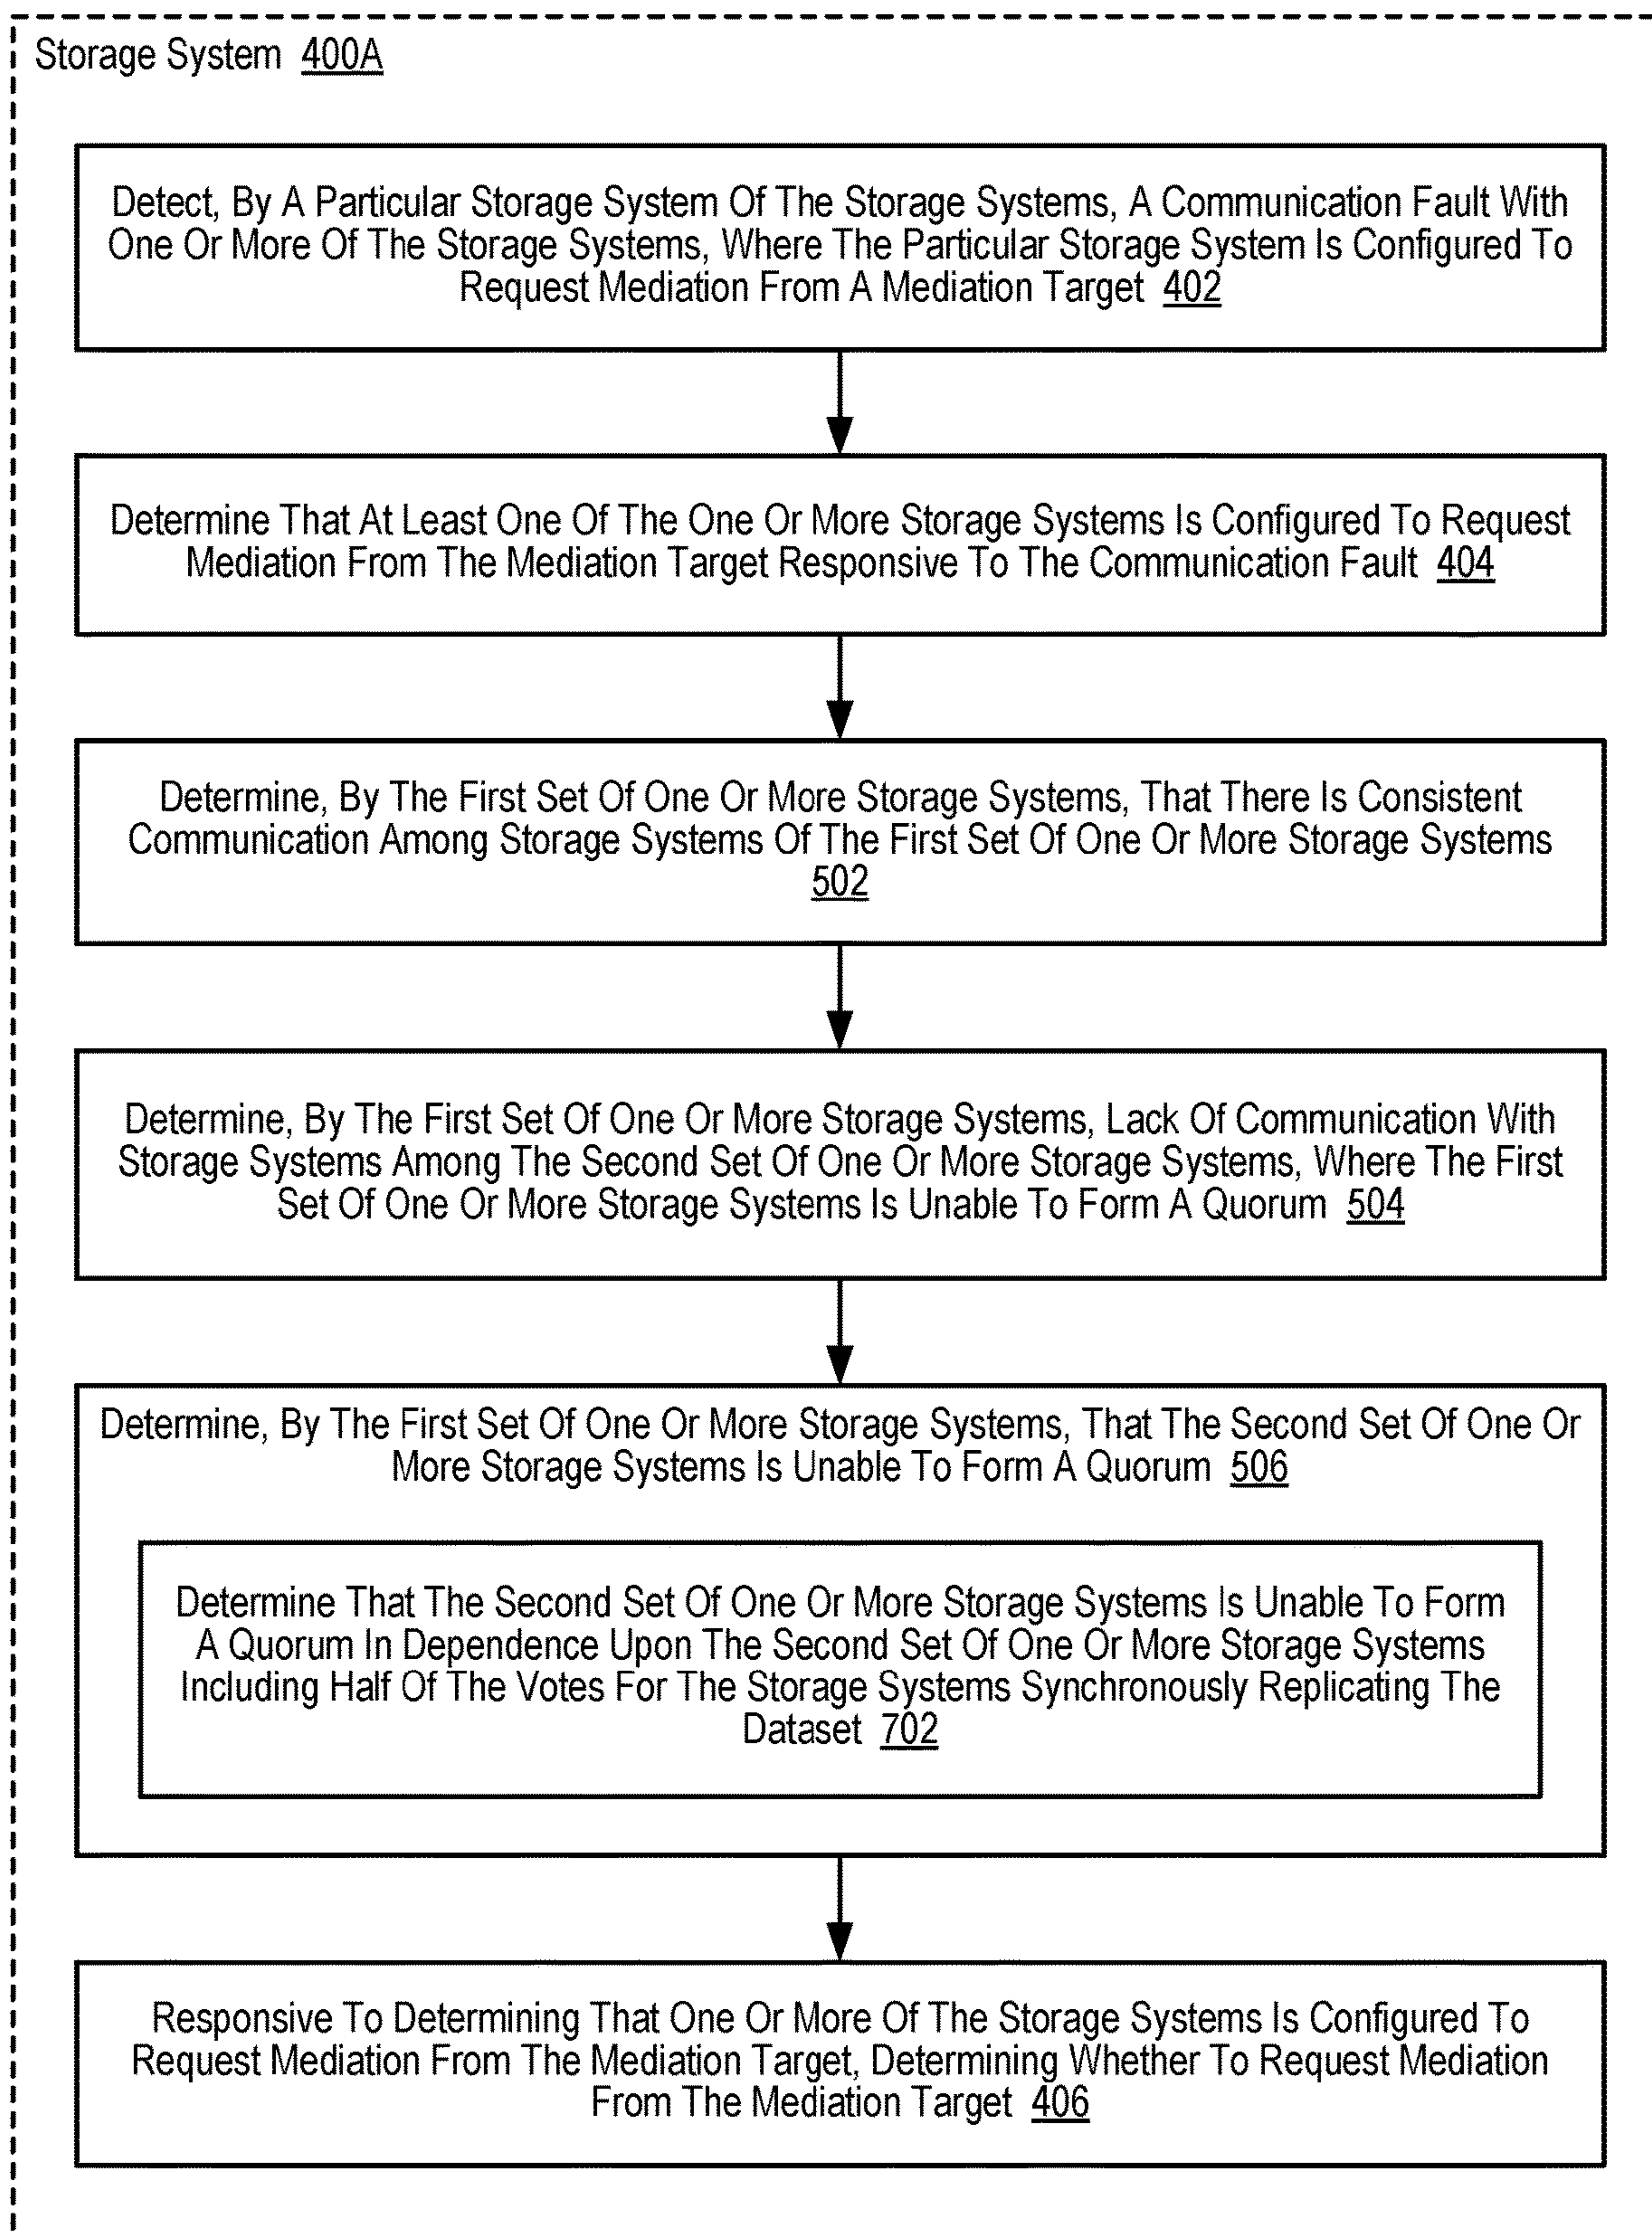 Storage System 400A
Detect, By A Particular Storage System Of The Storage Systems, A Communication Fault With
One Or More Of The Storage Systems, Where The Particular Storage System Is Configured To
Request Mediation From A Mediation Target 402
Determine That At Least One Of The One Or More Storage Systems Is Configured To Request
Mediation From The Mediation Target Responsive To The Communication Fault 404
Determine, By The First Set Of One Or More Storage Systems, That There Is Consistent
Communication Among Storage Systems Of The First Set Of One Or More Storage Systems
502
Determine, By The First Set Of One Or More Storage Systems, Lack Of Communication With
Storage Systems Among The Second Set Of One Or More Storage Systems, Where The First
Set Of One Or More Storage Systems Is Unable To Form A Quorum 504
Determine, By The First Set Of One Or More Storage Systems, That The Second Set Of One Or
More Storage Systems Is Unable To Form A Quorum 506
Determine That The Second Set Of One Or More Storage Systems Is Unable To Form
A Quorum In Dependence Upon The Second Set Of One Or More Storage Systems
Including Half Of The Votes For The Storage Systems Synchronously Replicating The
Dataset 702
Responsive To Determining That One Or More Of The Storage Systems Is Configured To
Request Mediation From The Mediation Target, Determining Whether To Request Mediation
From The Mediation Target 406